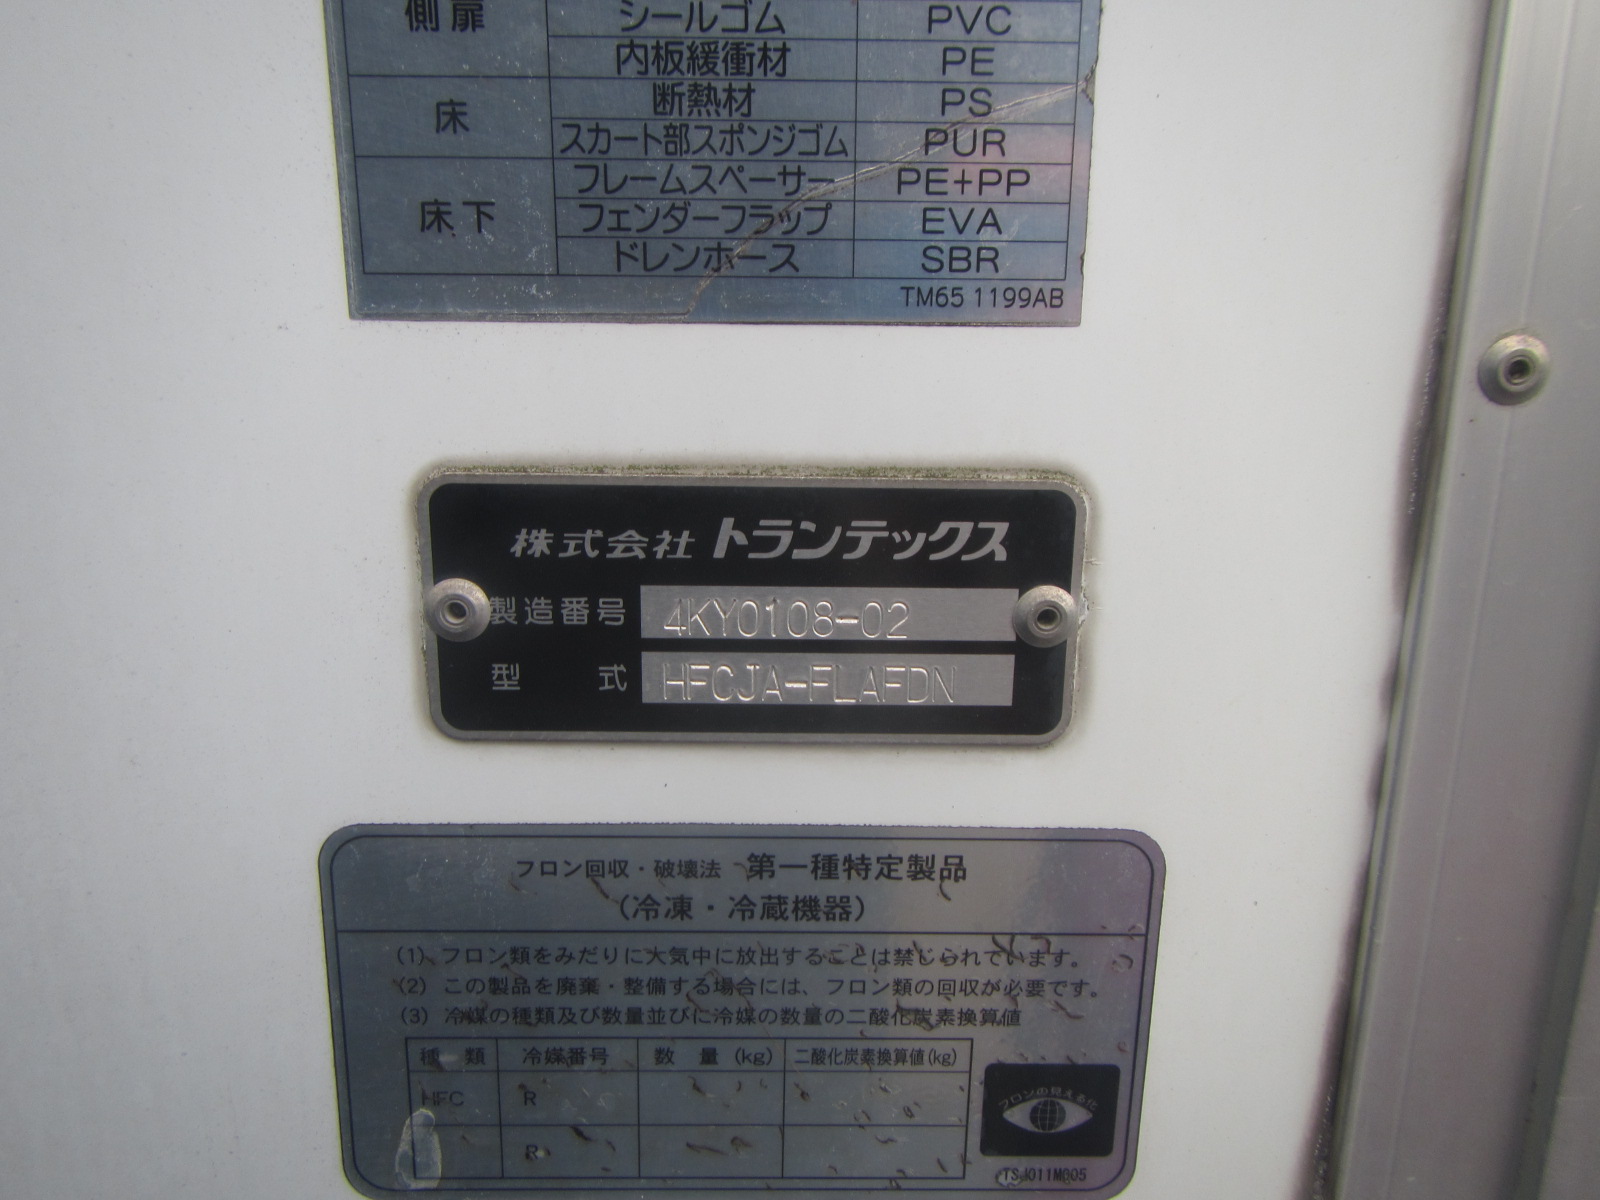 側扉 シールゴム PVC
内板緩衝材 PE
床 断熱材 PS
スカート部スポンジゴム PUR
床下 フレームスペーサー PE+PP
フェンダーフラップ EVA
ドレンホース SBR
TM65 1199AB
株式会社 トランテックス
製造番号 4KY0108-02
型式 HFCJA-FLAFDN
フロン回収・破壊法 第一種特定製品
(冷凍・冷蔵機器)
(1) フロン類をみだりに大気中に放出することは禁じられています。
(2) この製品を廃棄・整備する場合には、フロン類の回収が必要です。
(3) 冷媒の種類及び数量並びに冷媒の数量の二酸化炭素換算値
種類 冷媒番号 数量(kg) 二酸化炭素換算値(kg)
HFC R
R
フロンの見える化